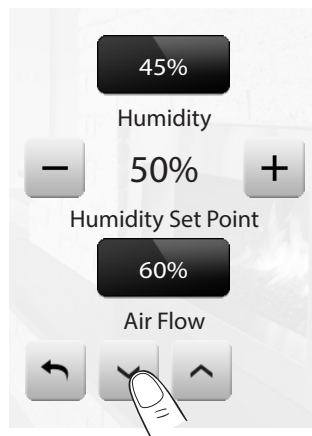 45%
Humidity
− 50% +
Humidity Set Point
60%
Air Flow